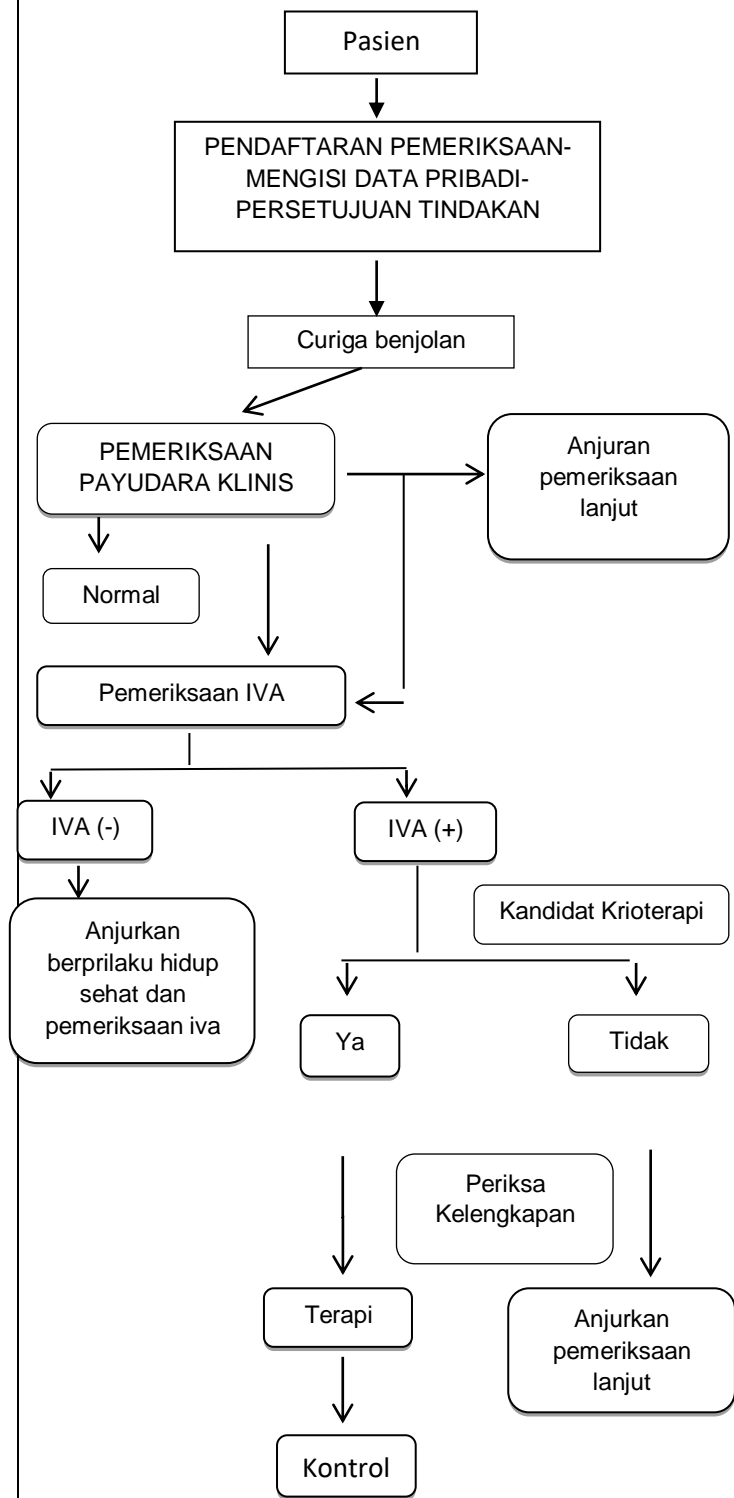 Pasien
PENDAFTARAN PEMERIKSAAN-
MENGISI DATA PRIBADI-
PERSETUJUAN TINDAKAN
Curiga benjolan
PEMERIKSAAN
PAYUDARA KLINIS
Anjuran
pemeriksaan
lanjut
Normal
Pemeriksaan IVA
IVA (-)
IVA (+)
Kandidat Krioterapi
Anjurkan
berprilaku hidup
sehat dan
pemeriksaan iva
Ya
Tidak
Periksa
Kelengkapan
Terapi
Anjurkan
pemeriksaan
lanjut
Kontrol